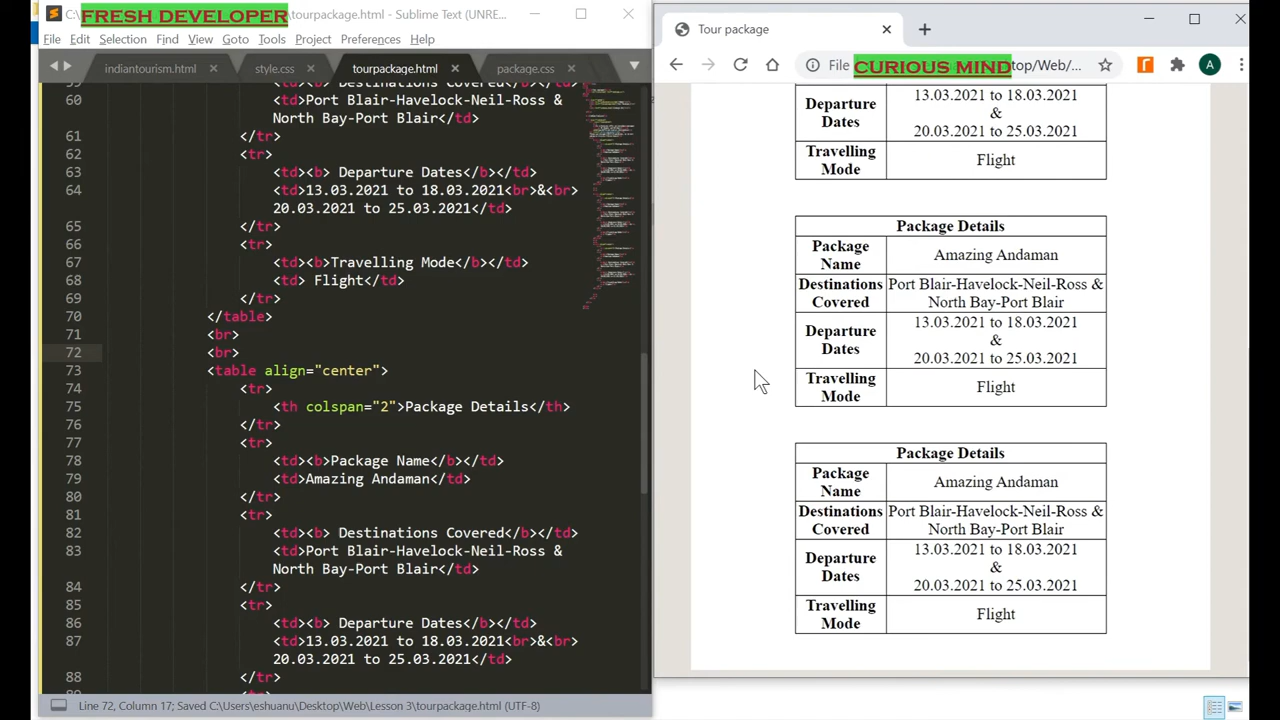 C:\
FRESH DEVELOPER
\tourpackage.html - Sublime Text (UNRE...
File Edit Selection Find View Goto Tools Project Preferences Help
indiantourism.html style.css tourpackage.html package.css
59 <td><b> Destinations Covered</b></td>
60 <td>Port Blair-Havelock-Neil-Ross &
North Bay-Port Blair</td>
61 </tr>
62 <tr>
63 <td><b> Departure Dates</b></td>
64 <td>13.03.2021 to 18.03.2021<br>&<br>
20.03.2021 to 25.03.2021</td>
65 </tr>
66 <tr>
67 <td><b>Travelling Mode</b></td>
68 <td> Flight</td>
69 </tr>
70 </table>
71 <br>
72 <br>
73 <table align="center">
74 <tr>
75 <th colspan="2">Package Details</th>
76 </tr>
77 <tr>
78 <td><b>Package Name</b></td>
79 <td>Amazing Andaman</td>
80 </tr>
81 <tr>
82 <td><b> Destinations Covered</b></td>
83 <td>Port Blair-Havelock-Neil-Ross &
North Bay-Port Blair</td>
84 </tr>
85 <tr>
86 <td><b> Departure Dates</b></td>
87 <td>13.03.2021 to 18.03.2021<br>&<br>
20.03.2021 to 25.03.2021</td>
88 </tr>
<tr>
Line 72, Column 17; Saved C:\Users\eshuanu\Desktop\Web\Lesson 3\tourpackage.html (UTF-8)
Tour package
File CURIOUS MIND top/Web/...
A
Departure
Dates
13.03.2021 to 18.03.2021
&
20.03.2021 to 25.03.2021
Travelling
Mode
Flight
Package Details
Package
Name
Amazing Andaman
Destinations
Covered
Port Blair-Havelock-Neil-Ross &
North Bay-Port Blair
Departure
Dates
13.03.2021 to 18.03.2021
&
20.03.2021 to 25.03.2021
Travelling
Mode
Flight
Package Details
Package
Name
Amazing Andaman
Destinations
Covered
Port Blair-Havelock-Neil-Ross &
North Bay-Port Blair
Departure
Dates
13.03.2021 to 18.03.2021
&
20.03.2021 to 25.03.2021
Travelling
Mode
Flight